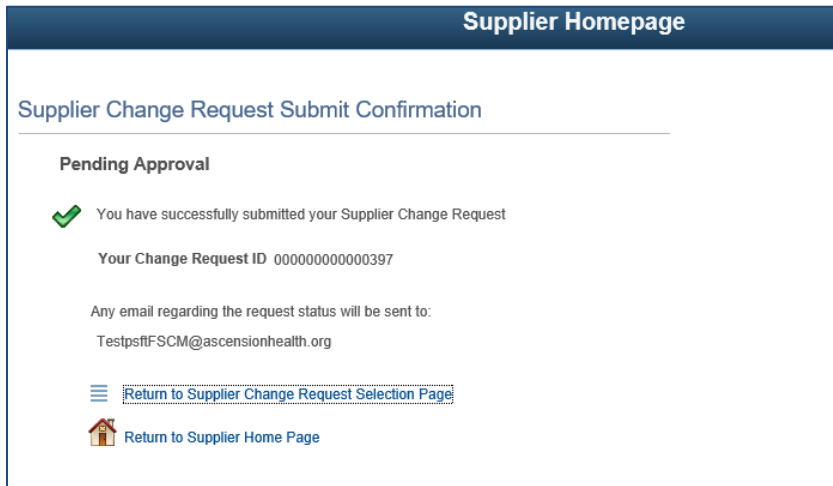 Supplier Homepage
Supplier Change Request Submit Confirmation
Pending Approval
You have successfully submitted your Supplier Change Request
Your Change Request ID 000000000000397
Any email regarding the request status will be sent to:
TestpsftFSCM@ascensionhealth.org
Return to Supplier Change Request Selection Page
Return to Supplier Home Page